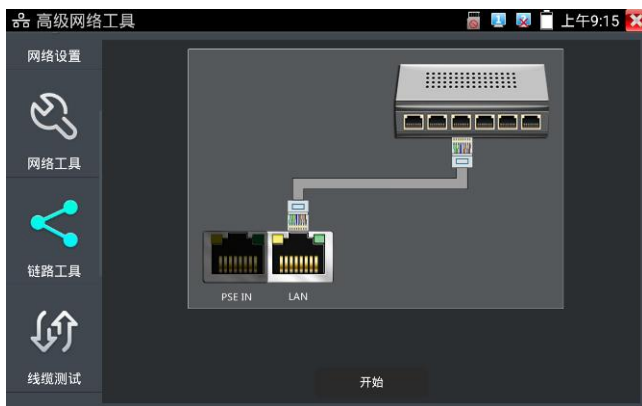 高级网络工具
上午9:15
网络设置
网络工具
链路工具
线缆测试
PSE IN
LAN
开始